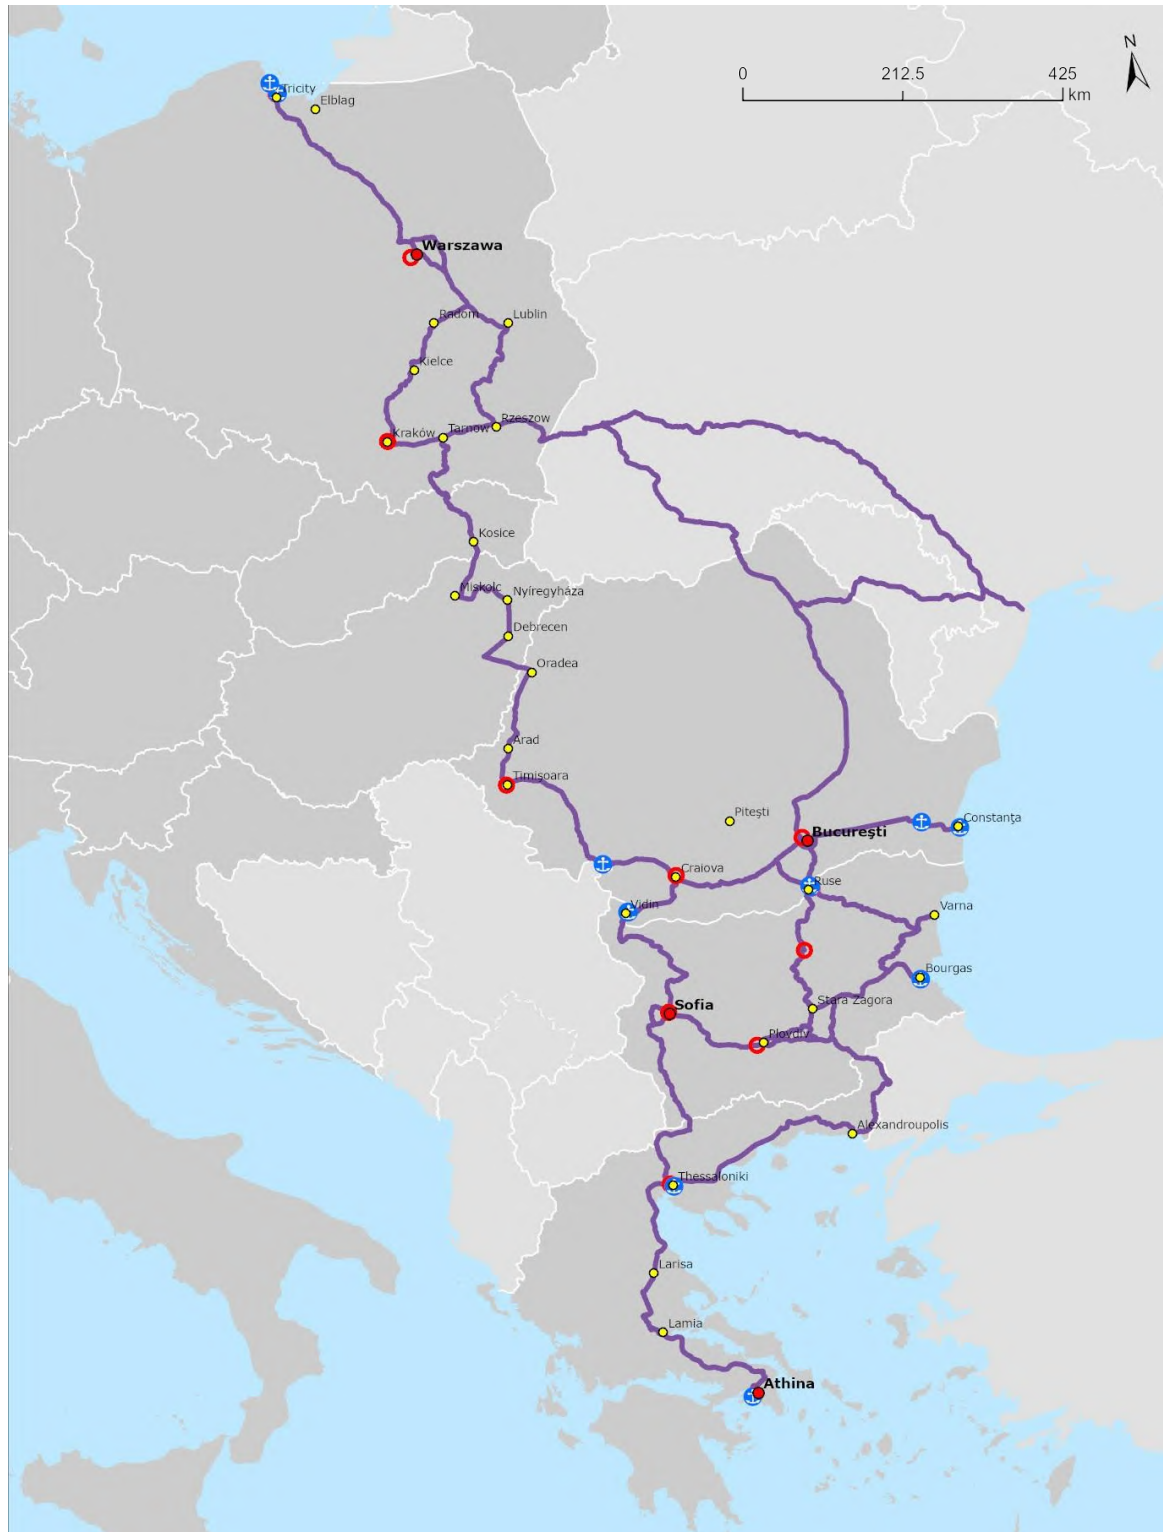 N
0 212.5 425
km
Tricity
Elblag
Warszawa
Radom
Lublin
Kielce
Kraków
Tarnow
Rzeszow
Kosice
Miskolc
Nyíregyháza
Debrecen
Oradea
Arad
Timisoara
Piteşti
Bucureşti
Constanţa
Craiova
Ruse
Vidin
Varna
Bourgas
Sofia
Stara Zagora
Plovdiv
Alexandroupolis
Thessaloniki
Larisa
Lamia
Athina